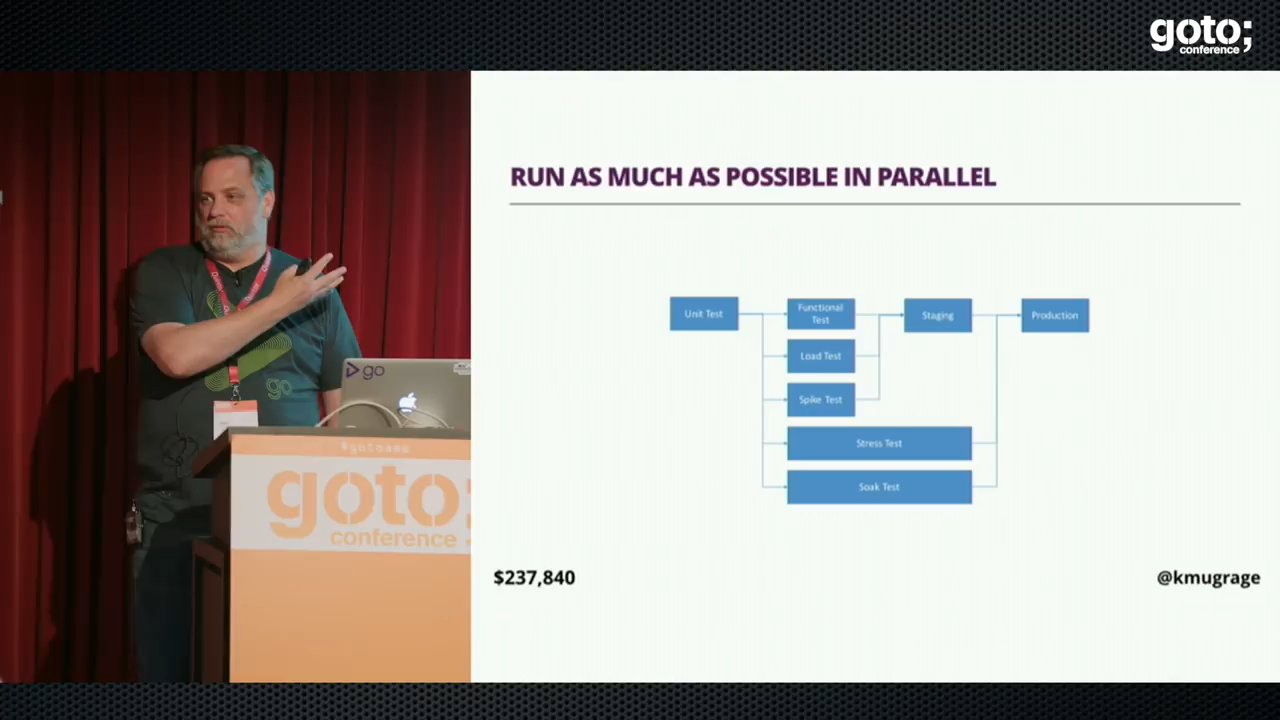 goto;
conference
RUN AS MUCH AS POSSIBLE IN PARALLEL
Unit Test
Functional
Test
Staging
Production
Load Test
Spike Test
Stress Test
Soak Test
$237,840
@kmugrage
go
go
goto;
conference